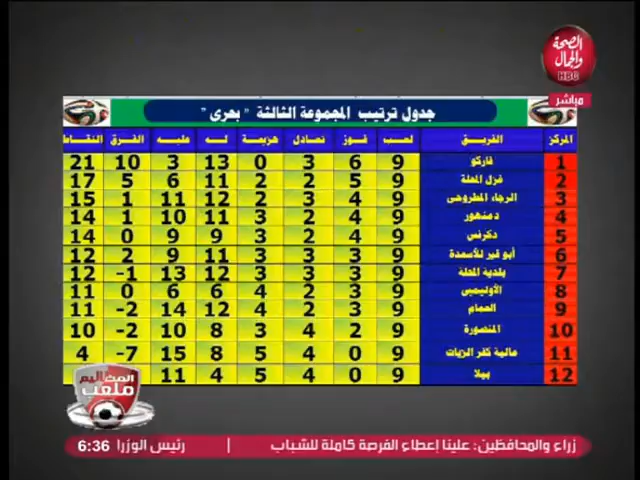 الصحة
والجمال
HBC
مباشر
جدول ترتيب المجموعة الثالثة " بحرى "
المركز الفريق لعب فوز تعادل هزيمة له عليه الفرق النقاط
1 فاركو 9 6 3 0 13 3 10 21
2 غزل المحلة 9 5 2 2 11 6 5 17
3 الرجاء المطروحى 9 4 3 2 12 11 1 15
4 دمنهور 9 4 2 3 11 10 1 14
5 دكرنس 9 4 2 3 9 9 0 14
6 أبو قير للأسمدة 9 3 3 3 11 9 2 12
7 بلدية المحلة 9 3 3 3 12 13 -1 12
8 الأوليمبى 9 3 2 4 6 6 0 11
9 الحمام 9 3 2 4 12 14 -2 11
10 المنصورة 9 2 4 3 8 10 -2 10
11 مالية كفر الزيات 9 0 4 5 8 15 -7 4
12 بيلا 9 0 4 5 4 11
الملعب
زراء والمحافظين: علينا إعطاء الفرصة كاملة للشباب | رئيس الوزرا 6:36